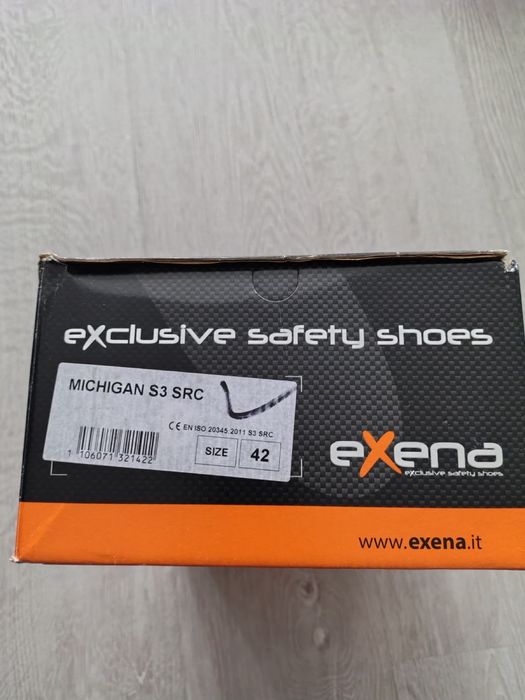 eXclusive safety shoes
MICHIGAN S3 SRC
CE EN ISO 20345:2011 S3 SRC
1 106071 321422
SIZE 42
eXena
eXclusive safety shoes
www.exena.it